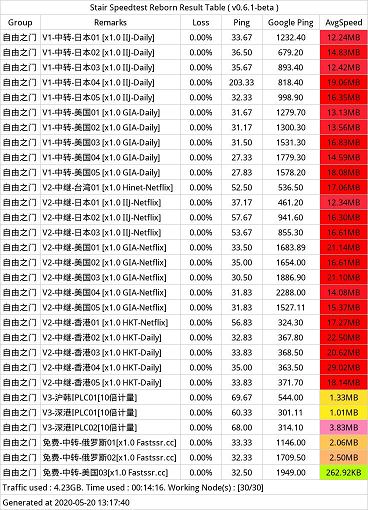 Stair Speedtest Reborn Result Table ( v0.6.1-beta )
Group Remarks Loss Ping Google Ping AvgSpeed
自由之门 V1-中转-日本01 [x1.0 IIJ-Daily] 0.00% 33.67 1232.40 12.24MB
自由之门 V1-中转-日本02 [x1.0 IIJ-Daily] 0.00% 36.50 679.20 14.83MB
自由之门 V1-中转-日本03 [x1.0 IIJ-Daily] 0.00% 35.67 893.40 12.42MB
自由之门 V1-中转-日本04 [x1.0 IIJ-Daily] 0.00% 203.33 818.40 19.06MB
自由之门 V1-中转-日本05 [x1.0 IIJ-Daily] 0.00% 32.33 998.90 16.35MB
自由之门 V1-中转-美国01 [x1.0 GIA-Daily] 0.00% 31.67 1279.70 13.13MB
自由之门 V1-中转-美国02 [x1.0 GIA-Daily] 0.00% 31.17 1300.30 13.56MB
自由之门 V1-中转-美国03 [x1.0 GIA-Daily] 0.00% 31.50 1531.30 16.83MB
自由之门 V1-中转-美国04 [x1.0 GIA-Daily] 0.00% 27.33 1779.30 14.59MB
自由之门 V1-中转-美国05 [x1.0 GIA-Daily] 0.00% 27.83 1578.20 18.08MB
自由之门 V2-中继-台湾01 [x1.0 Hinet-Netflix] 0.00% 52.50 536.50 17.06MB
自由之门 V2-中继-日本01 [x1.0 IIJ-Netflix] 0.00% 37.17 461.20 12.34MB
自由之门 V2-中继-日本02 [x1.0 IIJ-Netflix] 0.00% 57.67 941.60 16.30MB
自由之门 V2-中继-日本03 [x1.0 IIJ-Netflix] 0.00% 53.67 855.30 16.61MB
自由之门 V2-中继-美国01 [x1.0 GIA-Netflix] 0.00% 33.50 1683.89 21.14MB
自由之门 V2-中继-美国02 [x1.0 GIA-Netflix] 0.00% 35.00 1654.00 16.61MB
自由之门 V2-中继-美国03 [x1.0 GIA-Netflix] 0.00% 30.50 1886.90 21.10MB
自由之门 V2-中继-美国04 [x1.0 GIA-Netflix] 0.00% 31.83 2288.00 14.08MB
自由之门 V2-中继-美国05 [x1.0 GIA-Netflix] 0.00% 31.83 1527.11 15.37MB
自由之门 V2-中继-香港01 [x1.0 HKT-Netflix] 0.00% 56.83 324.30 17.27MB
自由之门 V2-中继-香港02 [x1.0 HKT-Daily] 0.00% 32.83 367.80 22.50MB
自由之门 V2-中继-香港03 [x1.0 HKT-Daily] 0.00% 33.83 368.50 20.62MB
自由之门 V2-中继-香港04 [x1.0 HKT-Daily] 0.00% 35.00 363.50 29.02MB
自由之门 V2-中继-香港05 [x1.0 HKT-Daily] 0.00% 33.83 371.70 18.14MB
自由之门 V3-沪韩IPLC01[10倍计量] 0.00% 69.67 544.00 1.33MB
自由之门 V3-深港IPLC01[10倍计量] 0.00% 60.33 301.11 1.01MB
自由之门 V3-深港IPLC02[10倍计量] 0.00% 68.00 314.10 3.83MB
自由之门 免费-中转-俄罗斯01[x1.0 Fastssr.cc] 0.00% 33.33 1146.00 2.06MB
自由之门 免费-中转-俄罗斯02[x1.0 Fastssr.cc] 0.00% 32.33 1709.50 2.50MB
自由之门 免费-中转-美国03[x1.0 Fastssr.cc] 0.00% 32.50 1949.00 262.92KB
Traffic used : 4.23GB. Time used : 00:14:16. Working Node(s) : [30/30]
Generated at 2020-05-20 13:17:40